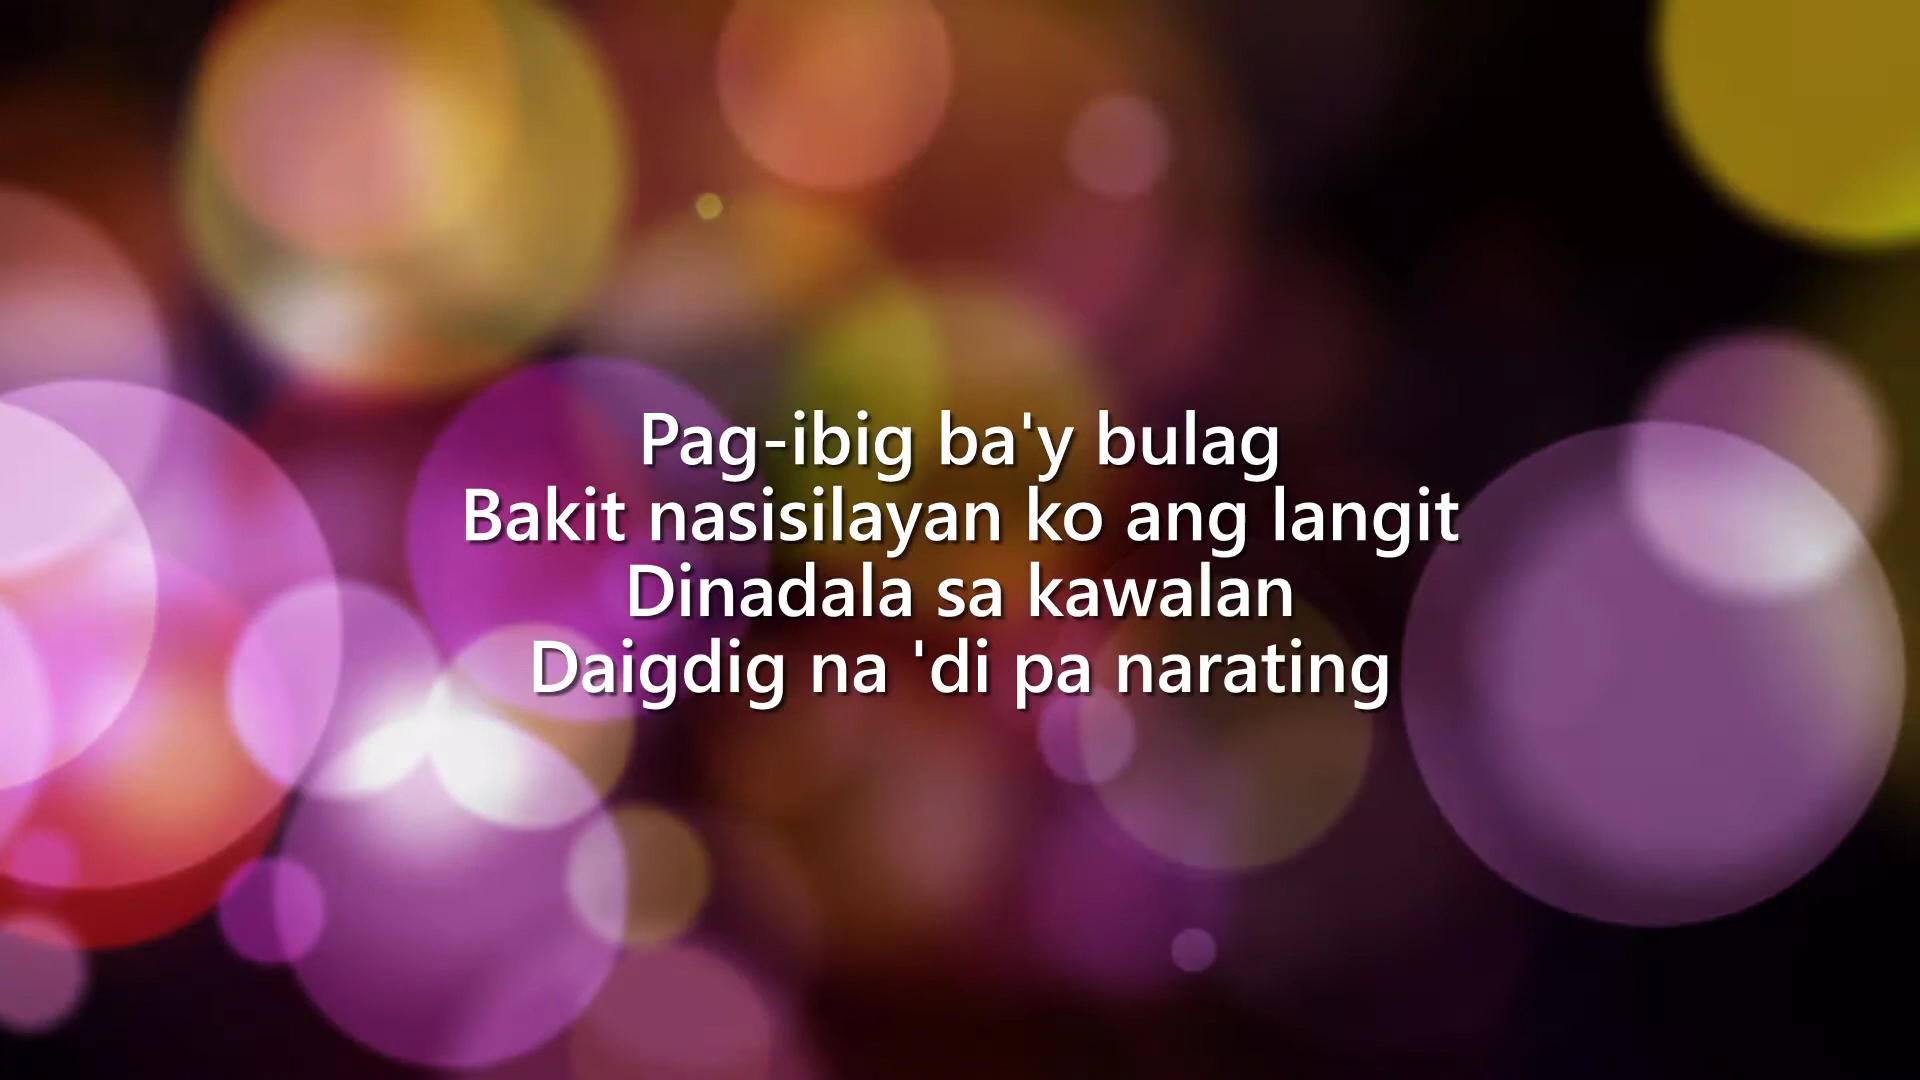 Pag-ibig ba'y bulag
Bakit nasisilayan ko ang langit
Dinadala sa kawalan
Daigdig na 'di pa narating